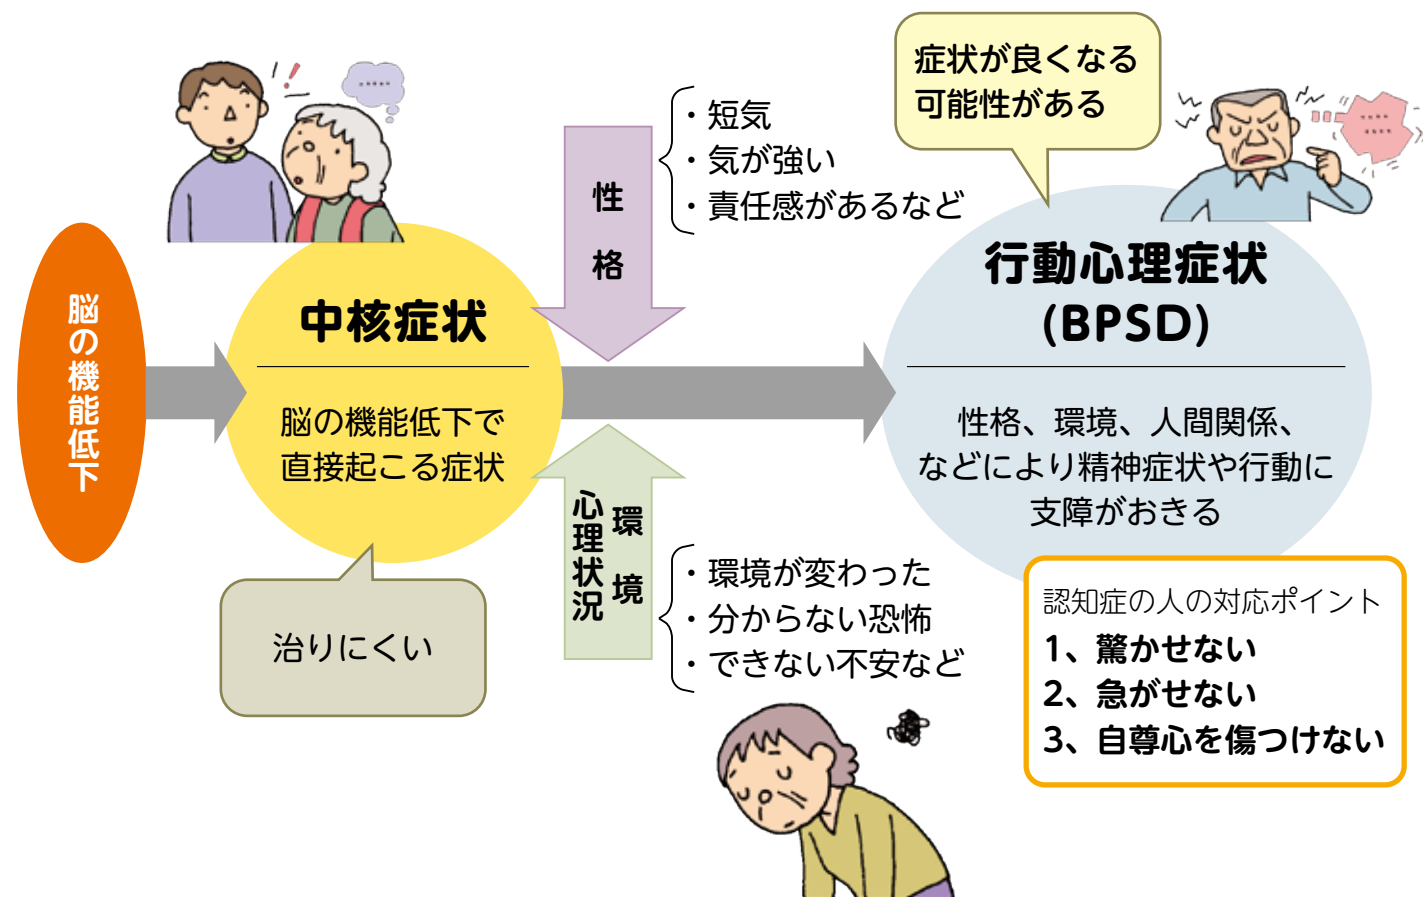 脳の機能低下
中核症状
脳の機能低下で
直接起こる症状
治りにくい
性格
・短気
・気が強い
・責任感があるなど
環境
心理状況
・環境が変わった
・分からない恐怖
・できない不安など
症状が良くなる
可能性がある
行動心理症状
(BPSD)
性格、環境、人間関係、
などにより精神症状や行動に
支障がおきる
認知症の人の対応ポイント
1、驚かせない
2、急がせない
3、自尊心を傷つけない